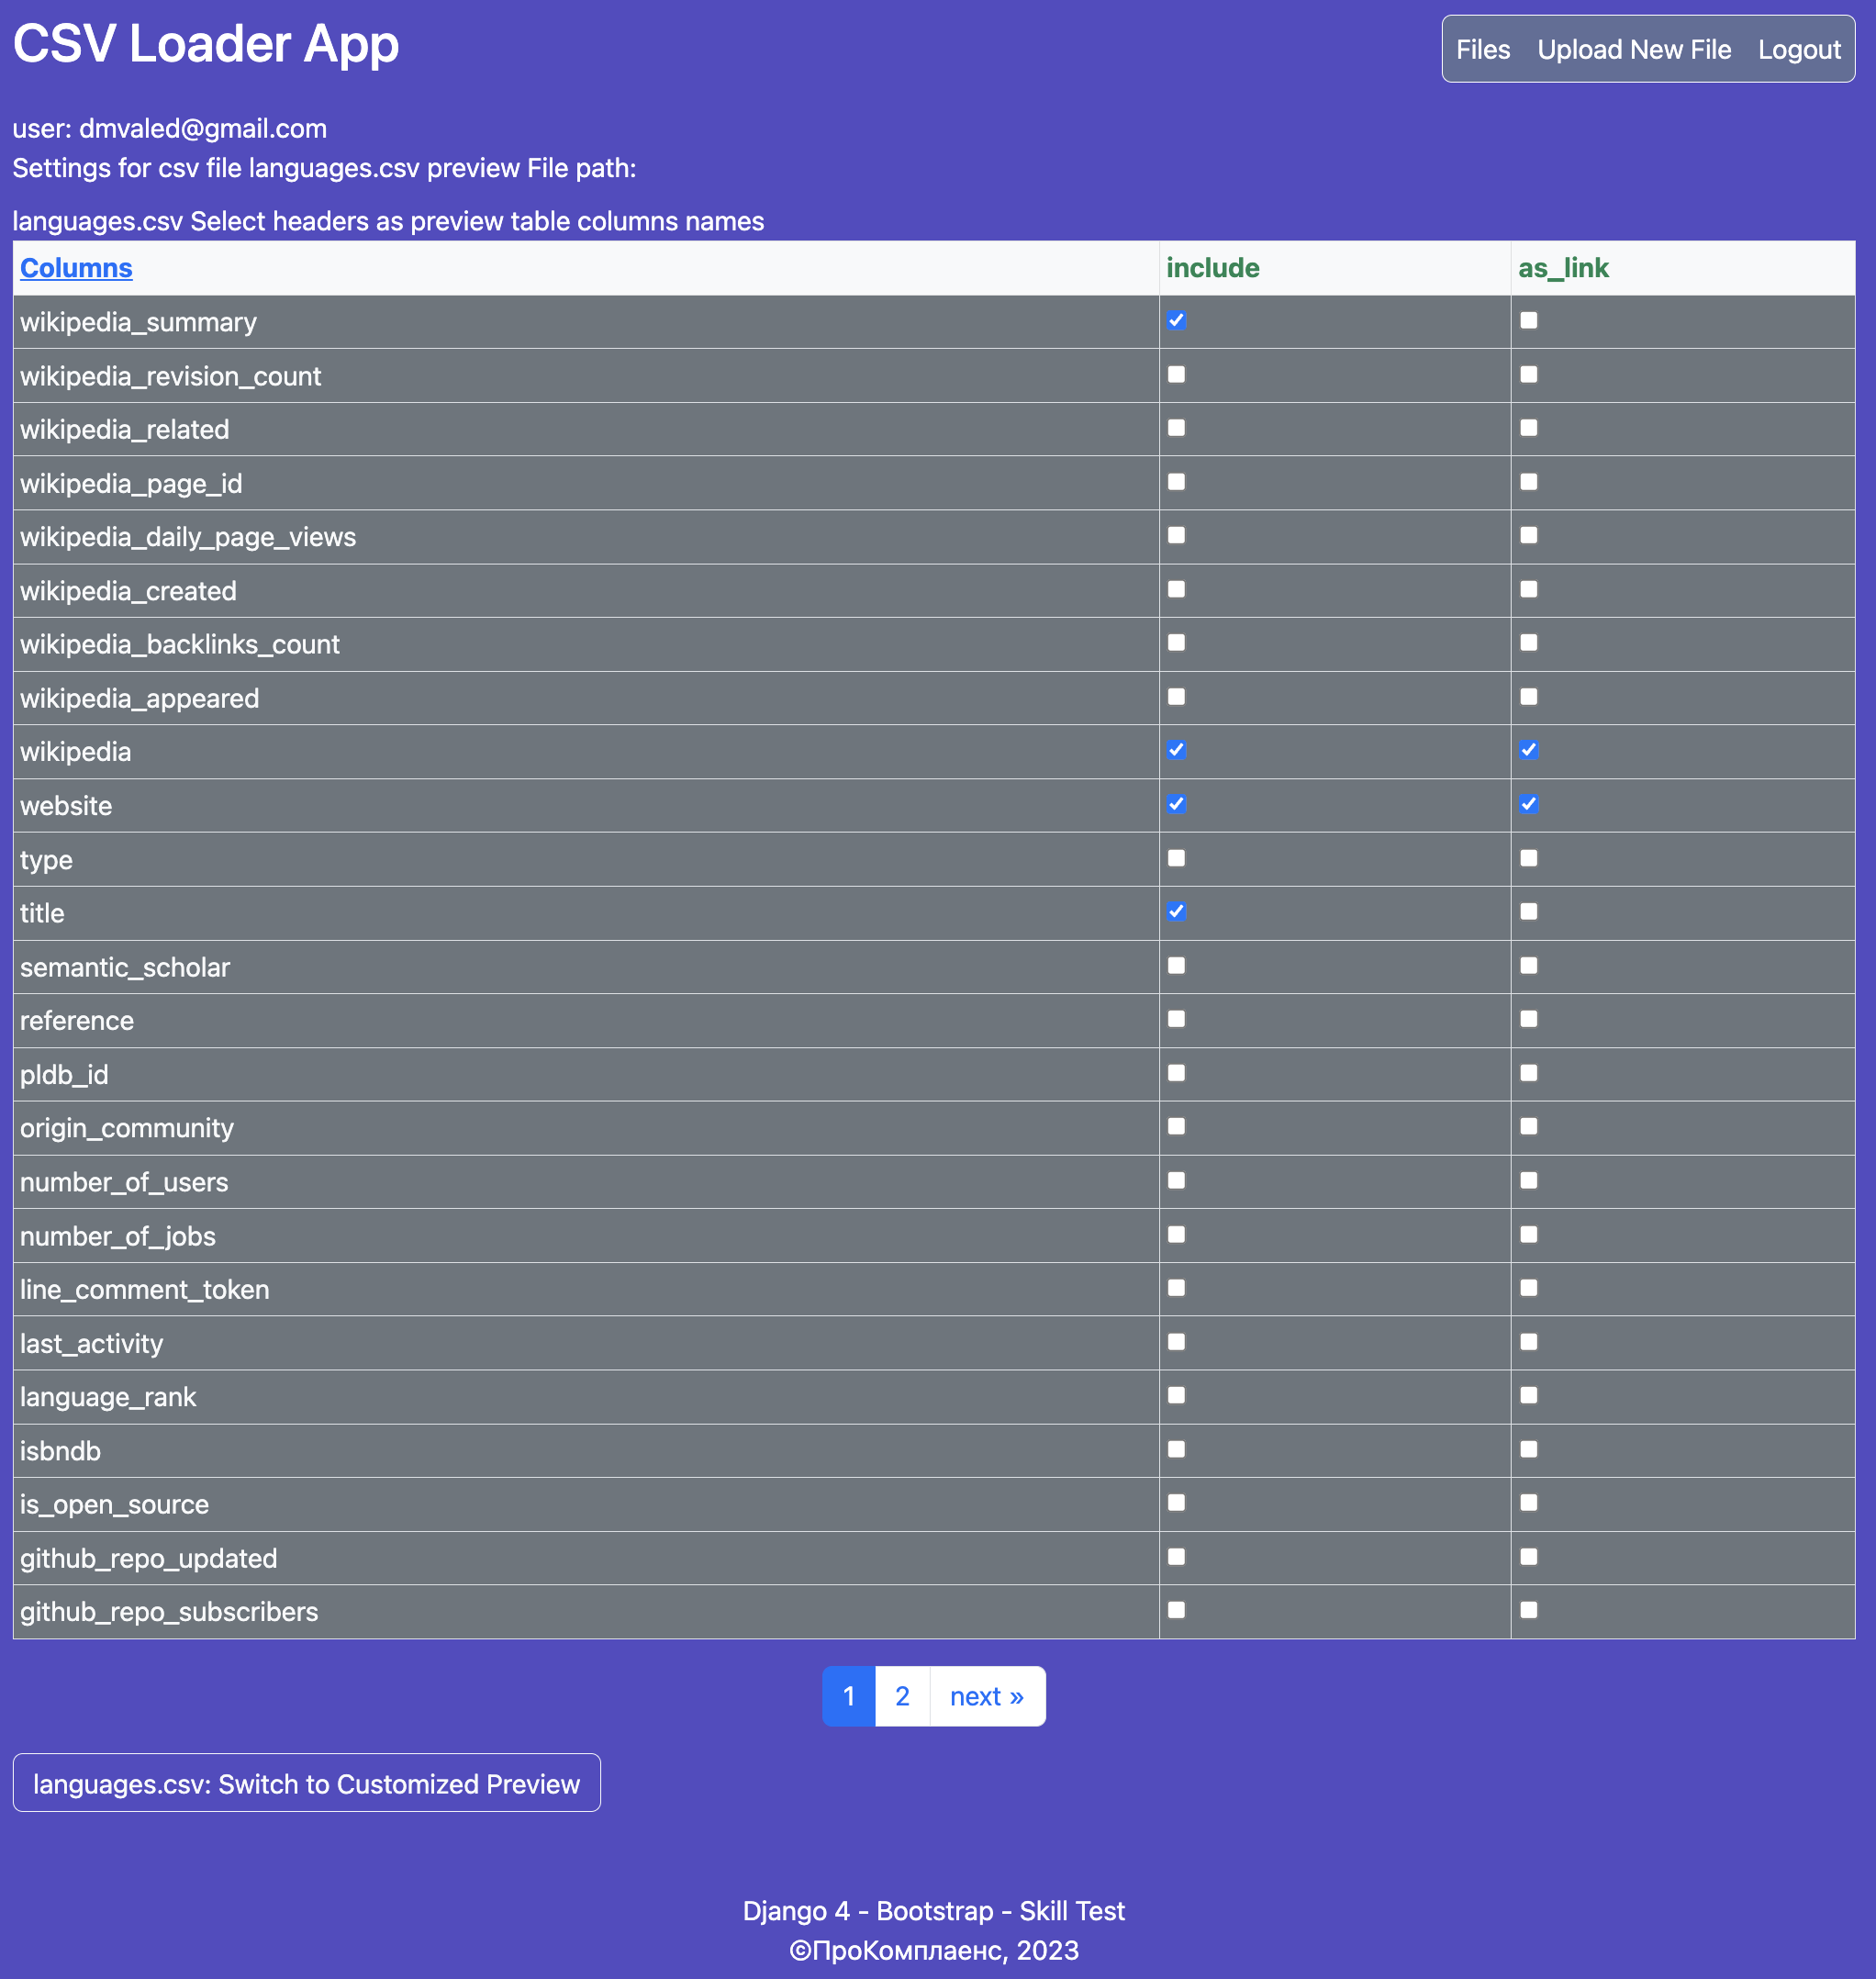 CSV Loader App
Files Upload New File Logout
user: dmvaled@gmail.com
Settings for csv file languages.csv preview File path:
languages.csv Select headers as preview table columns names
Columns include as_link
wikipedia_summary
wikipedia_revision_count
wikipedia_related
wikipedia_page_id
wikipedia_daily_page_views
wikipedia_created
wikipedia_backlinks_count
wikipedia_appeared
wikipedia
website
type
title
semantic_scholar
reference
pldb_id
origin_community
number_of_users
number_of_jobs
line_comment_token
last_activity
language_rank
isbndb
is_open_source
github_repo_updated
github_repo_subscribers
1 2 next »
languages.csv: Switch to Customized Preview
Django 4 - Bootstrap - Skill Test
©ПроКомплаенс, 2023